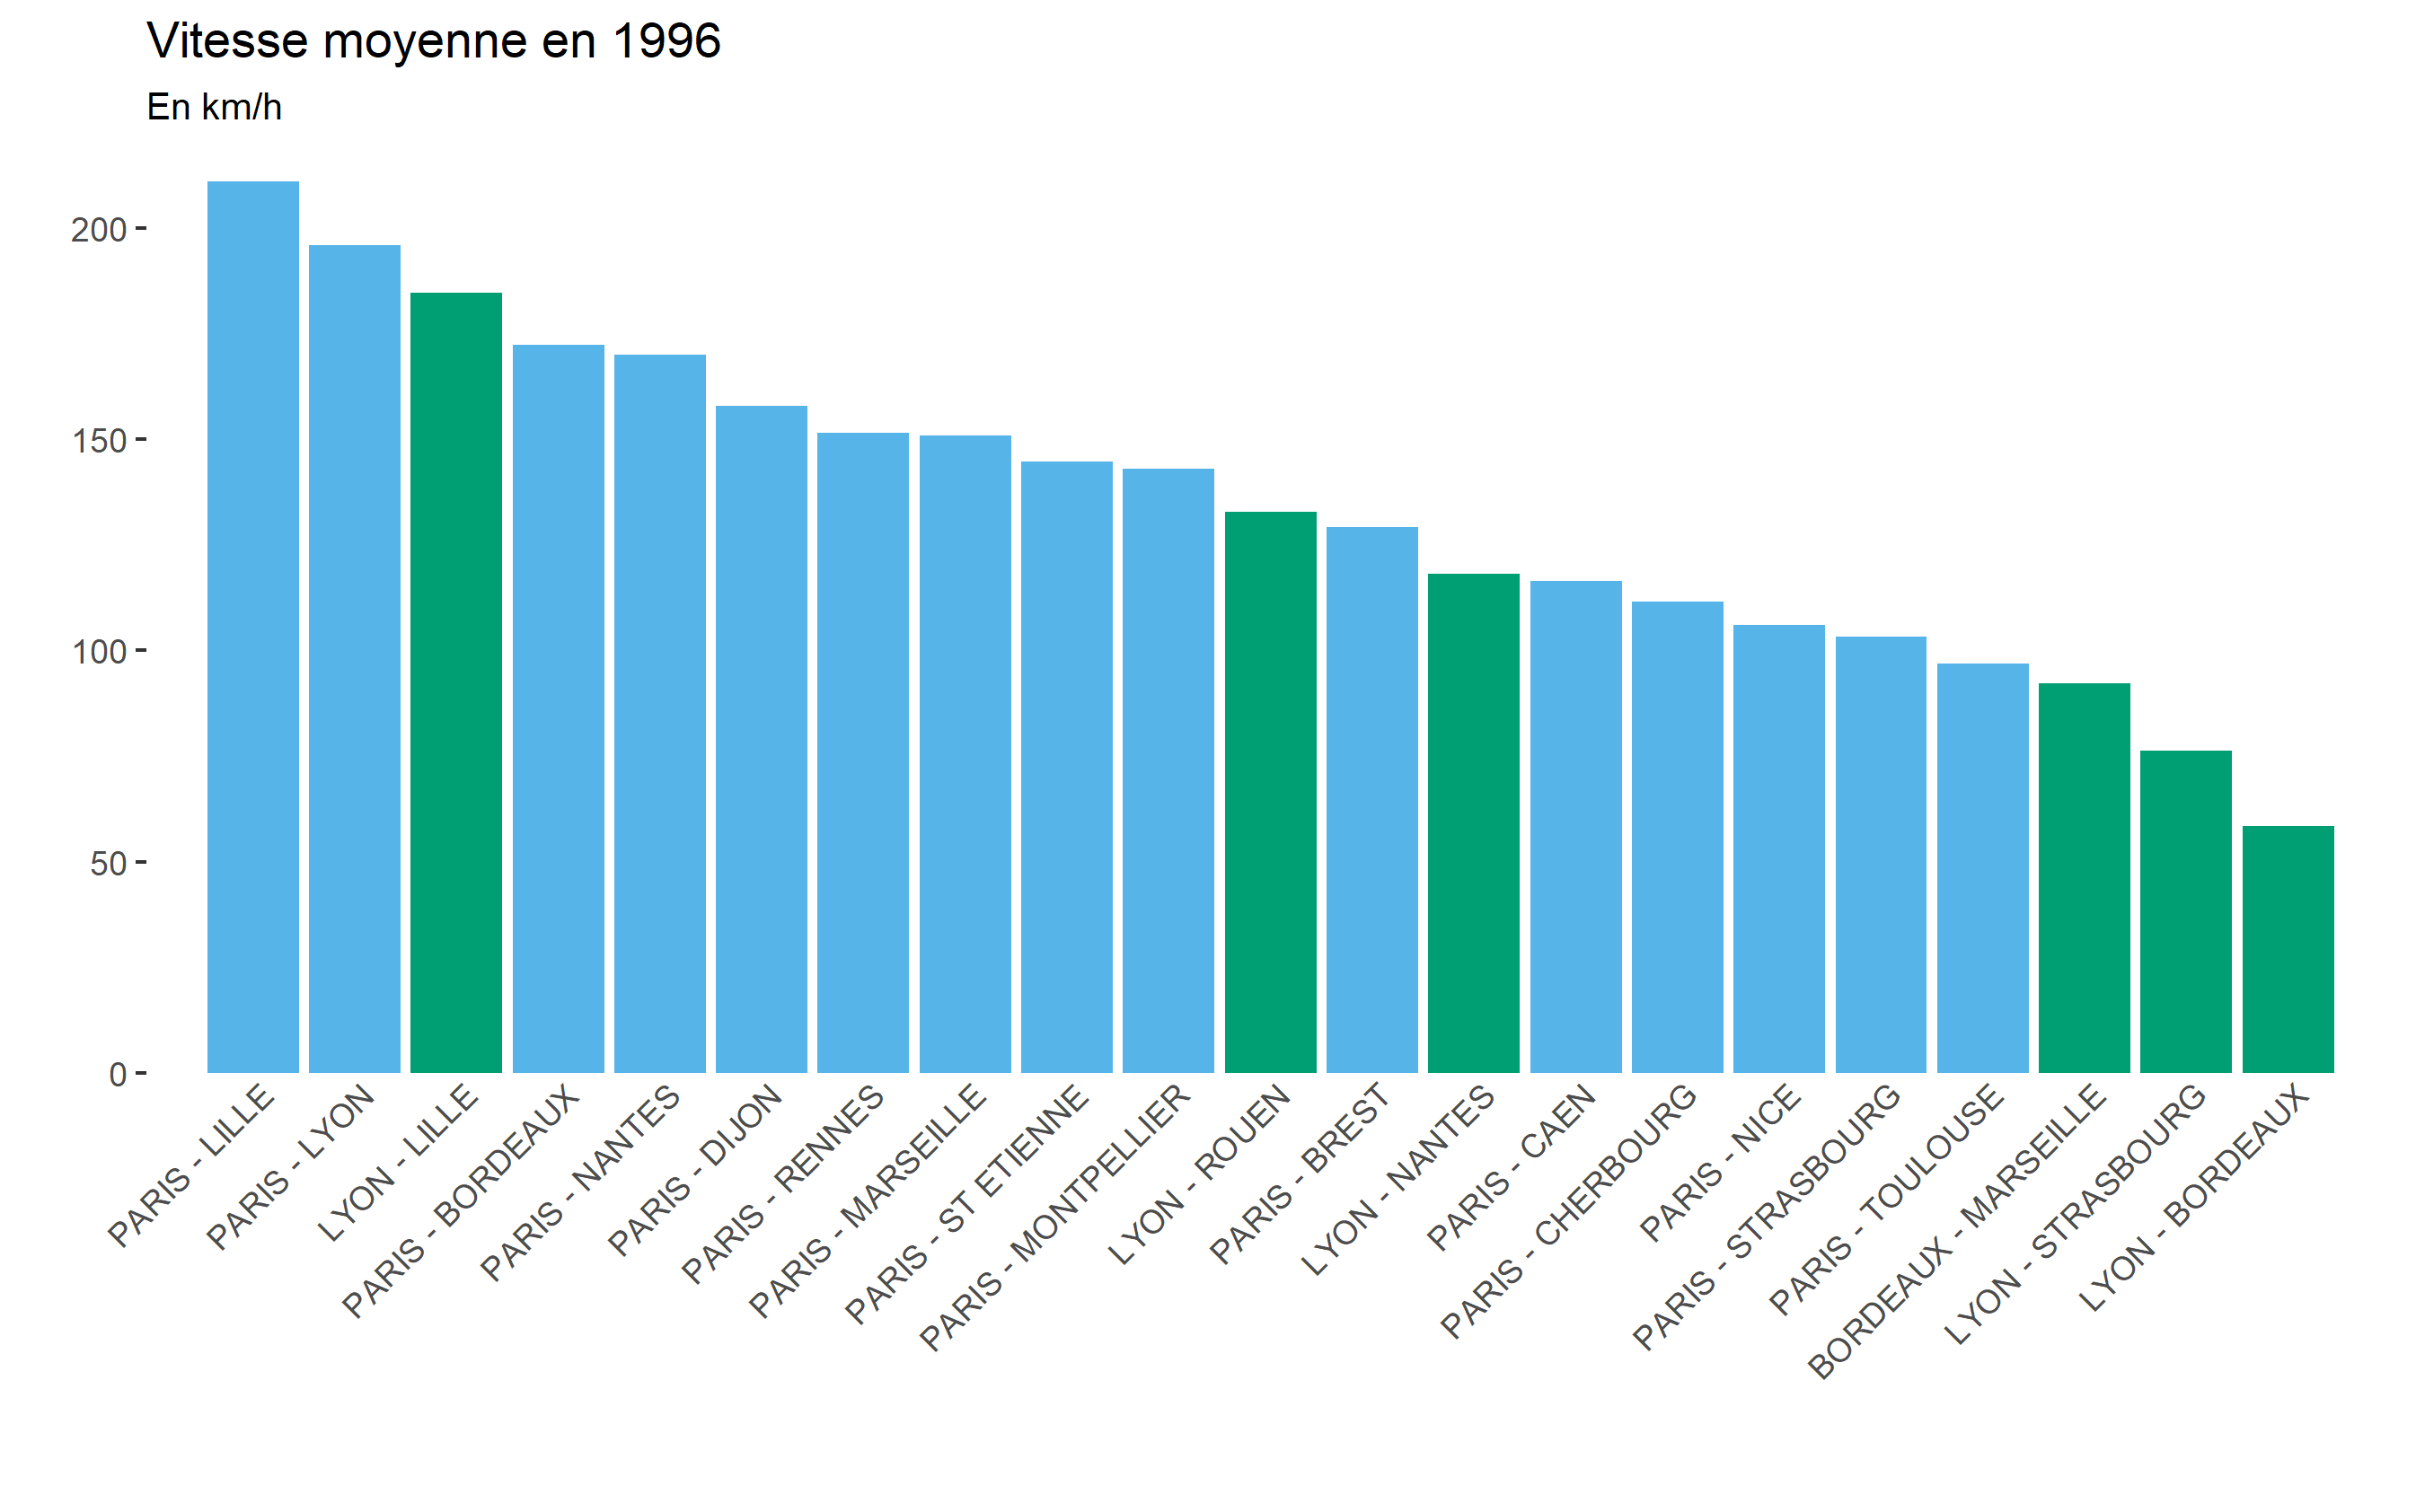 Vitesse moyenne en 1996
En km/h
200
150
100
50
0
PARIS - LILLE
PARIS - LYON
LYON - LILLE
PARIS - BORDEAUX
PARIS - NANTES
PARIS - DIJON
PARIS - RENNES
PARIS - MARSEILLE
PARIS - ST ETIENNE
PARIS - MONTPELLIER
LYON - ROUEN
PARIS - BREST
LYON - NANTES
PARIS - CAEN
PARIS - CHERBOURG
PARIS - NICE
PARIS - STRASBOURG
PARIS - TOULOUSE
BORDEAUX - MARSEILLE
LYON - STRASBOURG
LYON - BORDEAUX